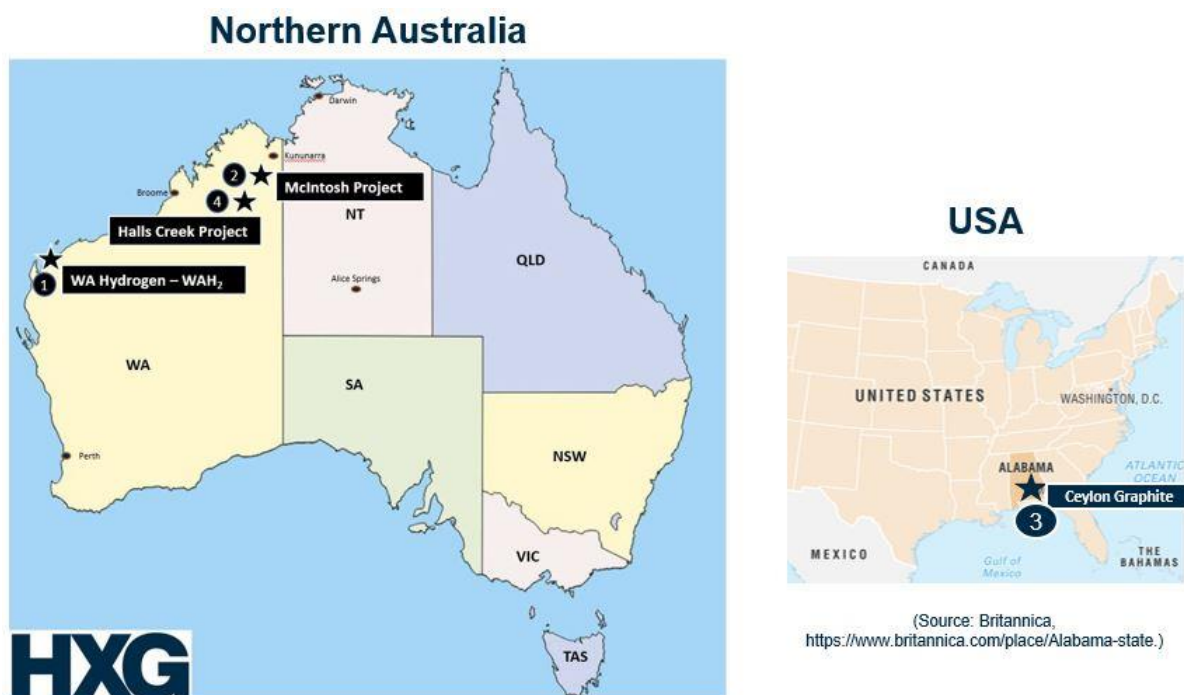 Northern Australia
Darwin
Kununarra
2
McIntosh Project
Broome
4
Halls Creek Project
NT
1
WA Hydrogen – WAH₂
Alice Springs
QLD
WA
SA
Perth
NSW
VIC
TAS
HXG
USA
CANADA
UNITED STATES
WASHINGTON, D.C.
ALABAMA
ATLANTIC
OCEAN
Ceylon Graphite
3
MEXICO
Gulf of
Mexico
THE
BAHAMAS
(Source: Britannica,
https://www.britannica.com/place/Alabama-state.)